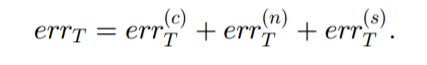 $err_T = err_T^{(c)} + err_T^{(n)} + err_T^{(s)}.$